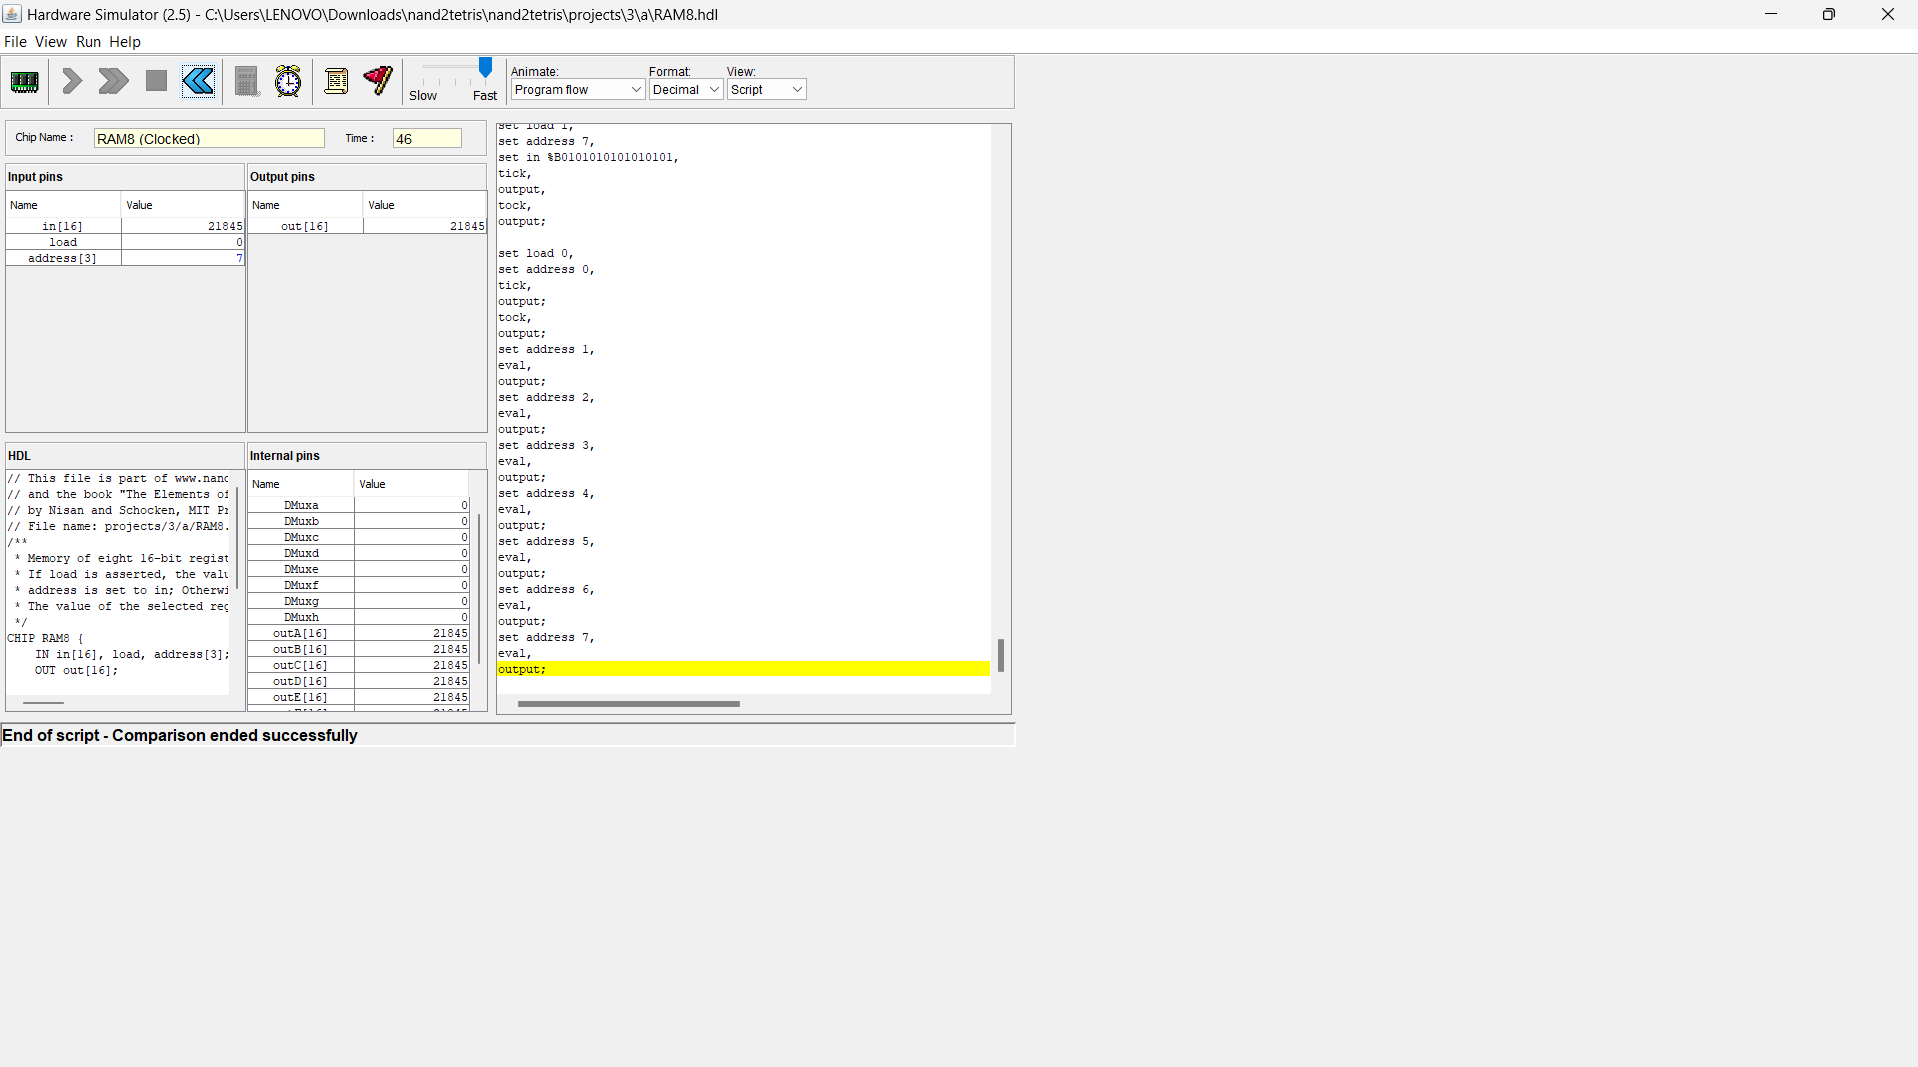 Hardware Simulator (2.5) - C:\Users\LENOVO\Downloads\nand2tetris\nand2tetris\projects\3\a\RAM8.hdl
File View Run Help
Slow Fast
Animate: Format: View:
Program flow Decimal Script
Chip Name : RAM8 (Clocked) Time : 46
Input pins
Name Value
in[16] 21845
load 0
address[3] 7
Output pins
Name Value
out[16] 21845
HDL
// This file is part of www.nand
// and the book "The Elements of
// by Nisan and Schocken, MIT Pr
// File name: projects/3/a/RAM8.
/**
* Memory of eight 16-bit regist
* If load is asserted, the valu
* address is set to in; Otherwi
* The value of the selected reg
*/
CHIP RAM8 {
IN in[16], load, address[3];
OUT out[16];
Internal pins
Name Value
DMuxa 0
DMuxb 0
DMuxc 0
DMuxd 0
DMuxe 0
DMuxf 0
DMuxg 0
DMuxh 0
outA[16] 21845
outB[16] 21845
outC[16] 21845
outD[16] 21845
outE[16] 21845
set load 1,
set address 7,
set in %B0101010101010101,
tick,
output,
tock,
output;
set load 0,
set address 0,
tick,
output;
tock,
output;
set address 1,
eval,
output;
set address 2,
eval,
output;
set address 3,
eval,
output;
set address 4,
eval,
output;
set address 5,
eval,
output;
set address 6,
eval,
output;
set address 7,
eval,
output;
End of script - Comparison ended successfully